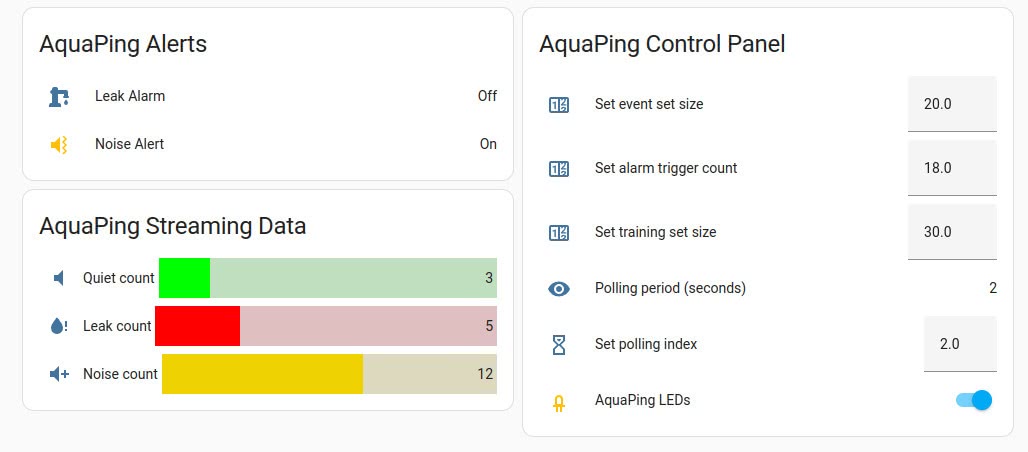 AquaPing Alerts
Leak Alarm Off
Noise Alert On
AquaPing Streaming Data
Quiet count 3
Leak count 5
Noise count 12
AquaPing Control Panel
Set event set size 20.0
Set alarm trigger count 18.0
Set training set size 30.0
Polling period (seconds) 2
Set polling index 2.0
AquaPing LEDs